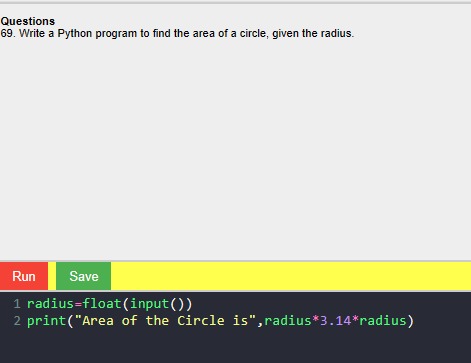 Questions
69. Write a Python program to find the area of a circle, given the radius.
Run Save
1 radius=float(input())
2 print("Area of the Circle is",radius*3.14*radius)